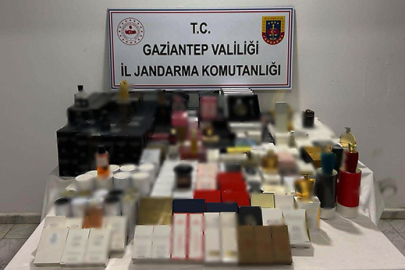 T.C.
GAZİANTEP VALİLİĞİ
İL JANDARMA KOMUTANLIĞI